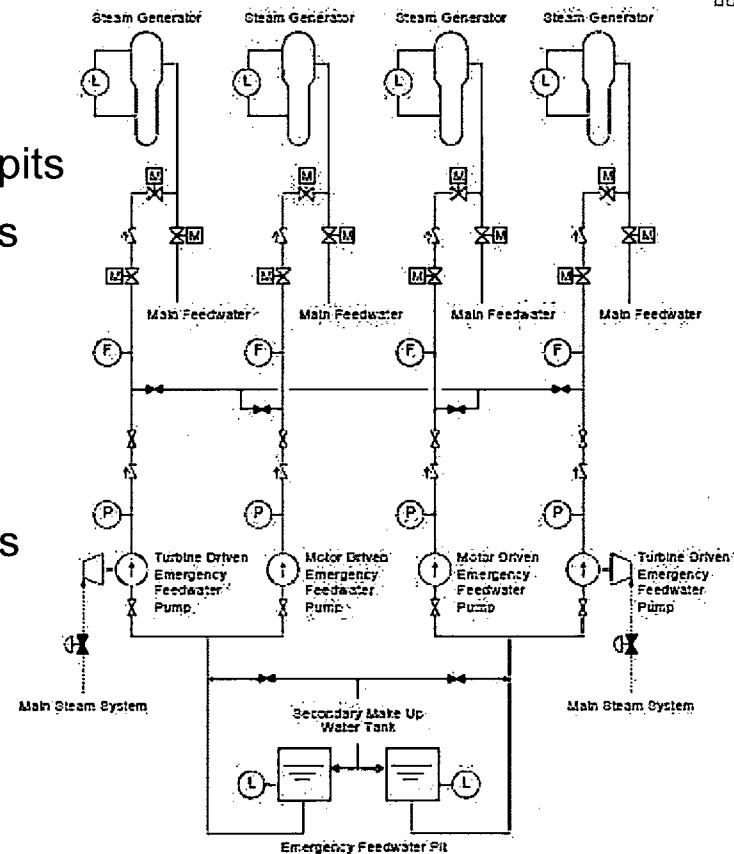 Steam Generator Steam Generator Steam Generator Steam Generator
L L L L
pits
M M M M
s
M M M M
M M M M
Main Feedwater Main Feedwater Main Feedwater Main Feedwater
F F F F
P P P P
s
Turbine Driven Emergency Feedwater Pump
Motor Driven Emergency Feedwater Pump
Motor Driven Emergency Feedwater Pump
Turbine Driven Emergency Feedwater Pump
Main Steam System Main Steam System
Secondary Make Up
Water Tank
L L
Emergency Feedwater Pit